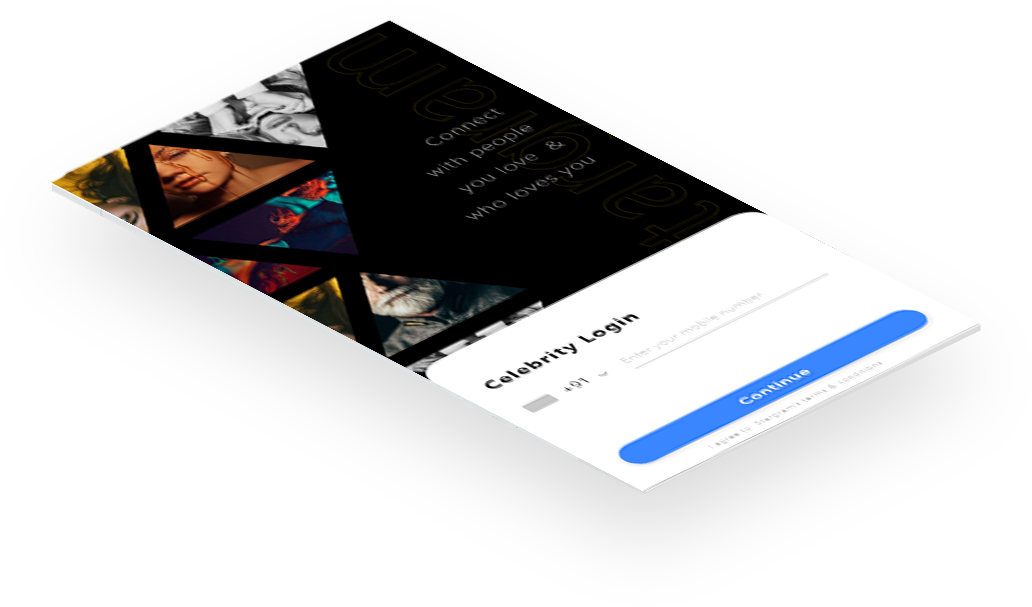 Connect
with people
you love &
who loves you
Celebrity Login
+91
Enter your mobile number
Continue
I agree to Stargram's terms & conditions